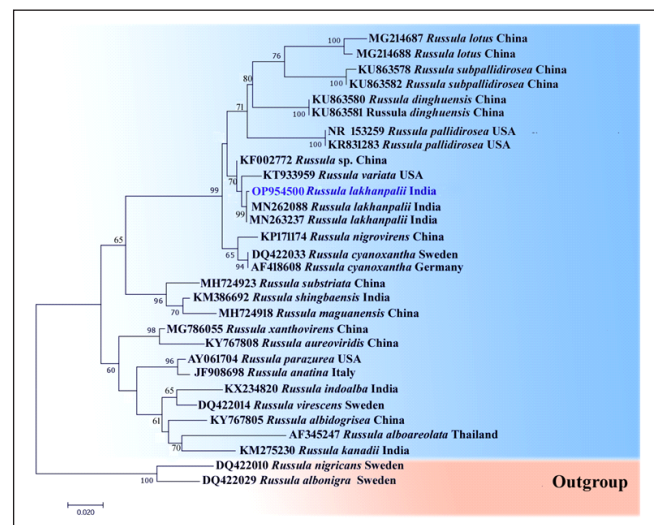 100 MG214687 Russula lotus China
76 MG214688 Russula lotus China
KU863578 Russula subpallidirosea China
80 100 KU863582 Russula subpallidirosea China
KU863580 Russula dinghuensis China
71 100 KU863581 Russula dinghuensis China
NR 153259 Russula pallidirosea USA
100 KR831283 Russula pallidirosea USA
KF002772 Russula sp. China
70 KT933959 Russula variata USA
99 OP954500 Russula lakhanpalii India
MN262088 Russula lakhanpalii India
99 MN263237 Russula lakhanpalii India
KP171174 Russula nigrovirens China
65 65 DQ422033 Russula cyanoxantha Sweden
94 AF418608 Russula cyanoxantha Germany
MH724923 Russula substriata China
96 KM386692 Russula shingbaensis India
70 MH724918 Russula maguanensis China
98 MG786055 Russula xanthovirens China
KY767808 Russula aureoviridis China
60 96 AY061704 Russula parazurea USA
JF908698 Russula anatina Italy
65 KX234820 Russula indoalba India
DQ422014 Russula virescens Sweden
61 KY767805 Russula albidogrisea China
AF345247 Russula alboareolata Thailand
70 KM275230 Russula kanadii India
DQ422010 Russula nigricans Sweden
100 DQ422029 Russula albonigra Sweden
Outgroup
0.020